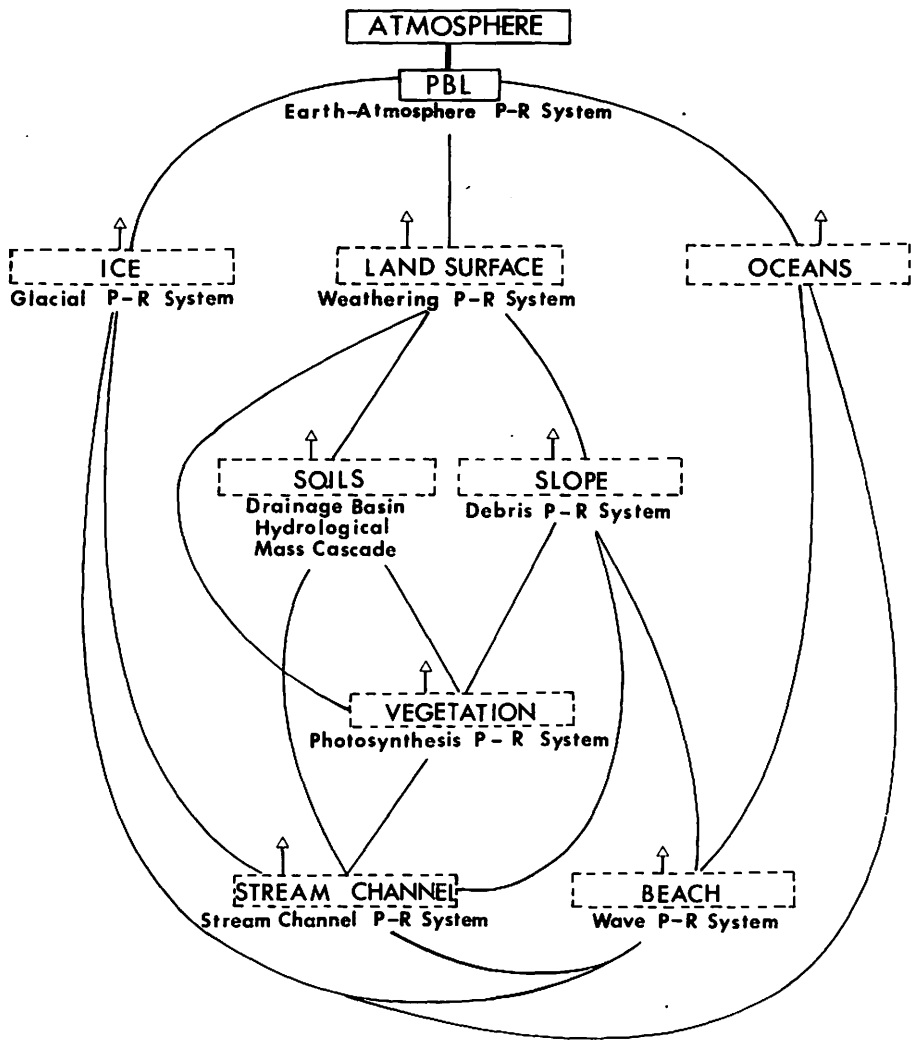 ATMOSPHERE
PBL
Earth-Atmosphere P-R System
ICE
Glacial P-R System
LAND SURFACE
Weathering P-R System
OCEANS
SOILS
Drainage Basin
Hydrological
Mass Cascade
SLOPE
Debris P-R System
VEGETATION
Photosynthesis P-R System
STREAM CHANNEL
Stream Channel P-R System
BEACH
Wave P-R System